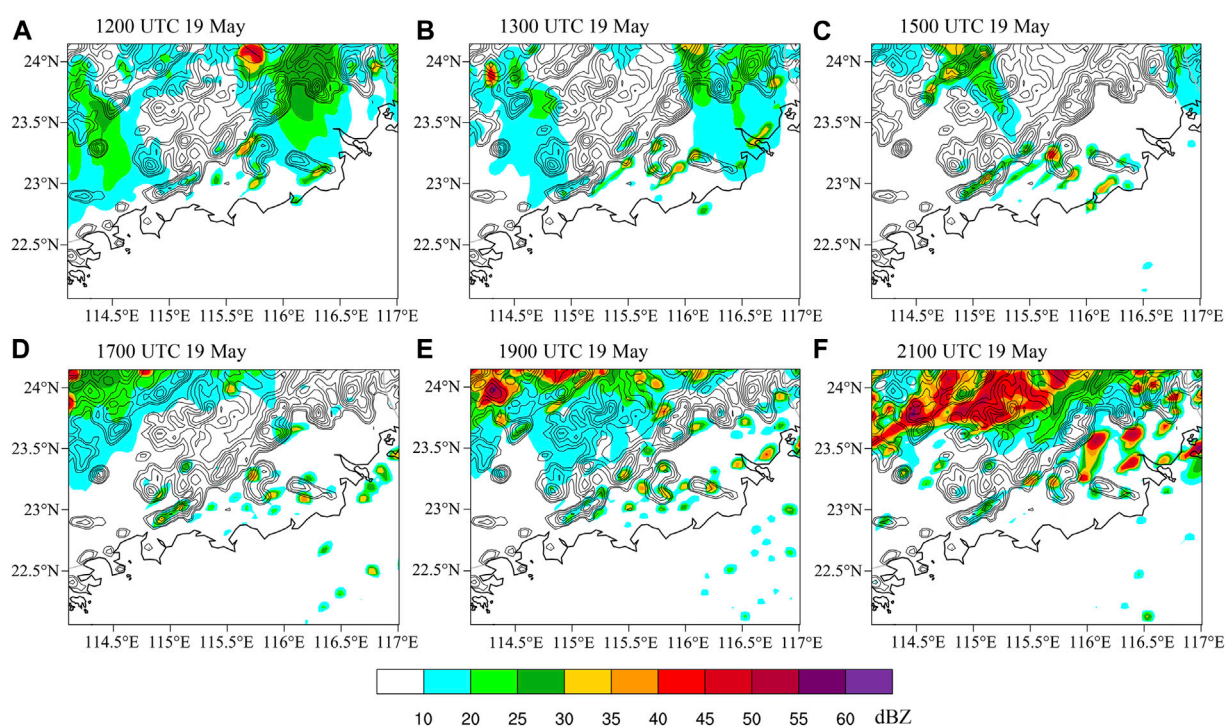 A 1200 UTC 19 May
B 1300 UTC 19 May
C 1500 UTC 19 May
24°N
23.5°N
23°N
22.5°N
24°N
23.5°N
23°N
22.5°N
24°N
23.5°N
23°N
22.5°N
114.5°E 115°E 115.5°E 116°E 116.5°E 117°E
114.5°E 115°E 115.5°E 116°E 116.5°E 117°E
114.5°E 115°E 115.5°E 116°E 116.5°E 117°E
D 1700 UTC 19 May
E 1900 UTC 19 May
F 2100 UTC 19 May
24°N
23.5°N
23°N
22.5°N
24°N
23.5°N
23°N
22.5°N
24°N
23.5°N
23°N
22.5°N
114.5°E 115°E 115.5°E 116°E 116.5°E 117°E
114.5°E 115°E 115.5°E 116°E 116.5°E 117°E
114.5°E 115°E 115.5°E 116°E 116.5°E 117°E
10 20 25 30 35 40 45 50 55 60 dBZ